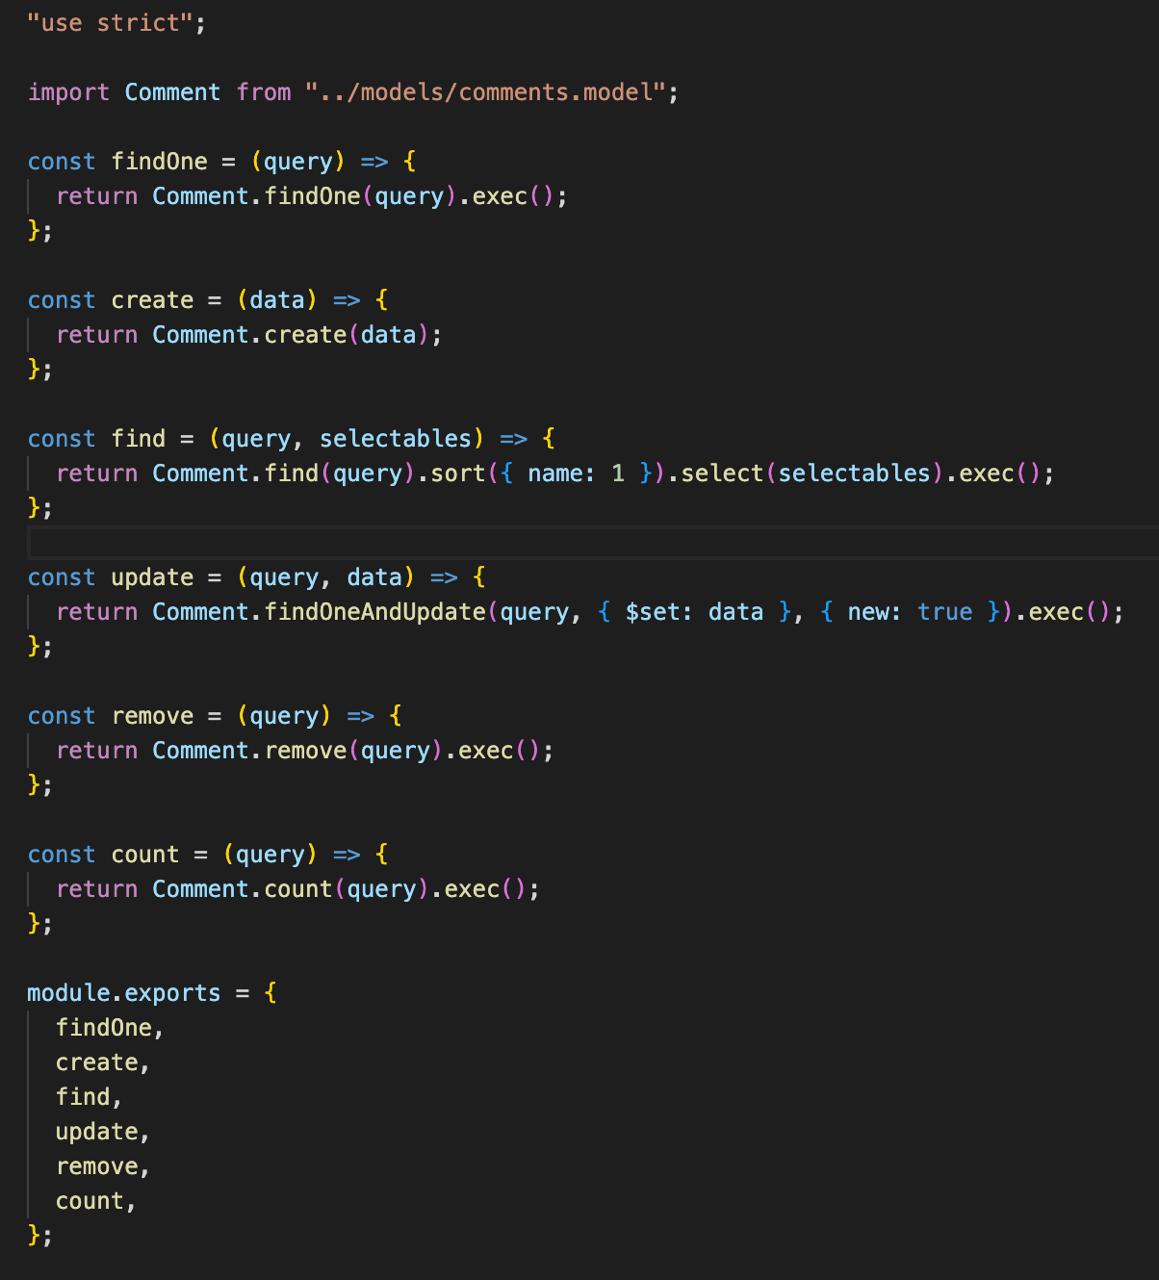 "use strict";
import Comment from "../models/comments.model";
const findOne = (query) => {
  return Comment.findOne(query).exec();
};
const create = (data) => {
  return Comment.create(data);
};
const find = (query, selectables) => {
  return Comment.find(query).sort({ name: 1 }).select(selectables).exec();
};
const update = (query, data) => {
  return Comment.findOneAndUpdate(query, { $set: data }, { new: true }).exec();
};
const remove = (query) => {
  return Comment.remove(query).exec();
};
const count = (query) => {
  return Comment.count(query).exec();
};
module.exports = {
  findOne,
  create,
  find,
  update,
  remove,
  count,
};